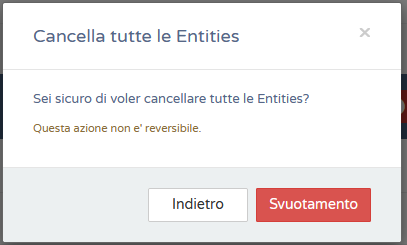 Cancella tutte le Entities
×
Sei sicuro di voler cancellare tutte le Entities?
Questa azione non e' reversibile.
Indietro
Svuotamento